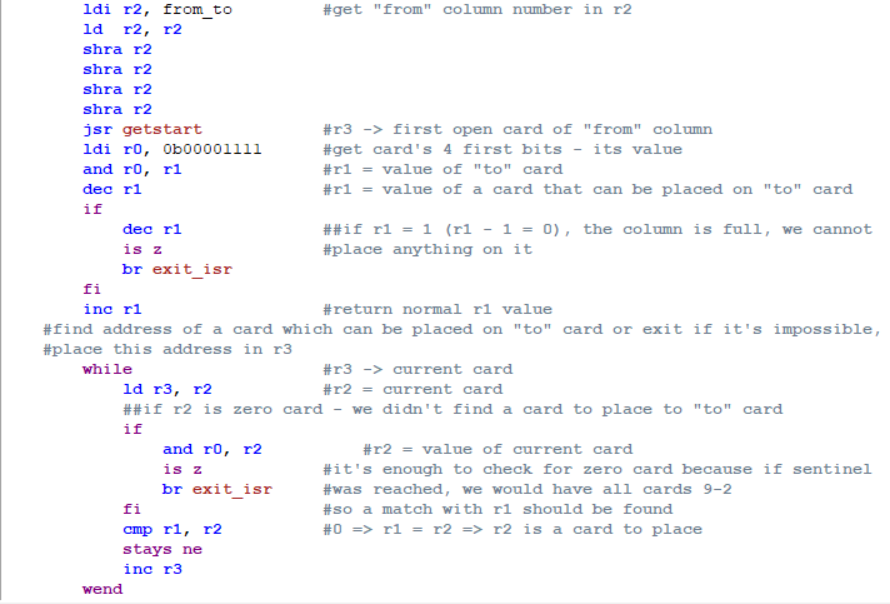 ldi r2, from_to #get "from" column number in r2
ld r2, r2
shra r2
shra r2
shra r2
shra r2
jsr getstart #r3 -> first open card of "from" column
ldi r0, 0b00001111 #get card's 4 first bits - its value
and r0, r1 #r1 = value of "to" card
dec r1 #r1 = value of a card that can be placed on "to" card
if
dec r1 ##if r1 = 1 (r1 - 1 = 0), the column is full, we cannot
is z #place anything on it
br exit_isr
fi
inc r1 #return normal r1 value
#find address of a card which can be placed on "to" card or exit if it's impossible,
#place this address in r3
while #r3 -> current card
ld r3, r2 #r2 = current card
##if r2 is zero card - we didn't find a card to place to "to" card
if
and r0, r2 #r2 = value of current card
is z #it's enough to check for zero card because if sentinel
br exit_isr #was reached, we would have all cards 9-2
fi #so a match with r1 should be found
cmp r1, r2 #0 => r1 = r2 => r2 is a card to place
stays ne
inc r3
wend